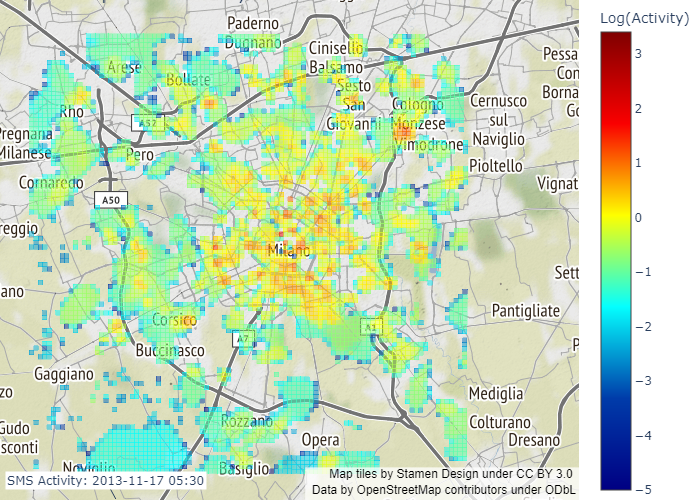 Log(Activity)
Paderno
Dugnano
Cinisello
Balsamo
Arese
Bollate
Sesto
San
Giovanni
Cologno
Monzese
Vimodrone
Cernusco
sul
Naviglio
Pioltello
Pessa
Con
Borna
Go
Rho
A52
Pregnana
Milanese
Pero
Cornaredo
A50
Vignat
reggio
Milano
Sett
ano
Corsico
A7
A1
Pantigliate
Buccinasco
P
Gaggiano
zo
Mediglia
Rozzano
Colturano
Gudo
sconti
Opera
Dresano
Noviglio
Basiglio
SMS Activity: 2013-11-17 05:30
Map tiles by Stamen Design under CC BY 3.0
Data by OpenStreetMap contributors under ODbL
3
2
1
0
−1
−2
−3
−4
−5